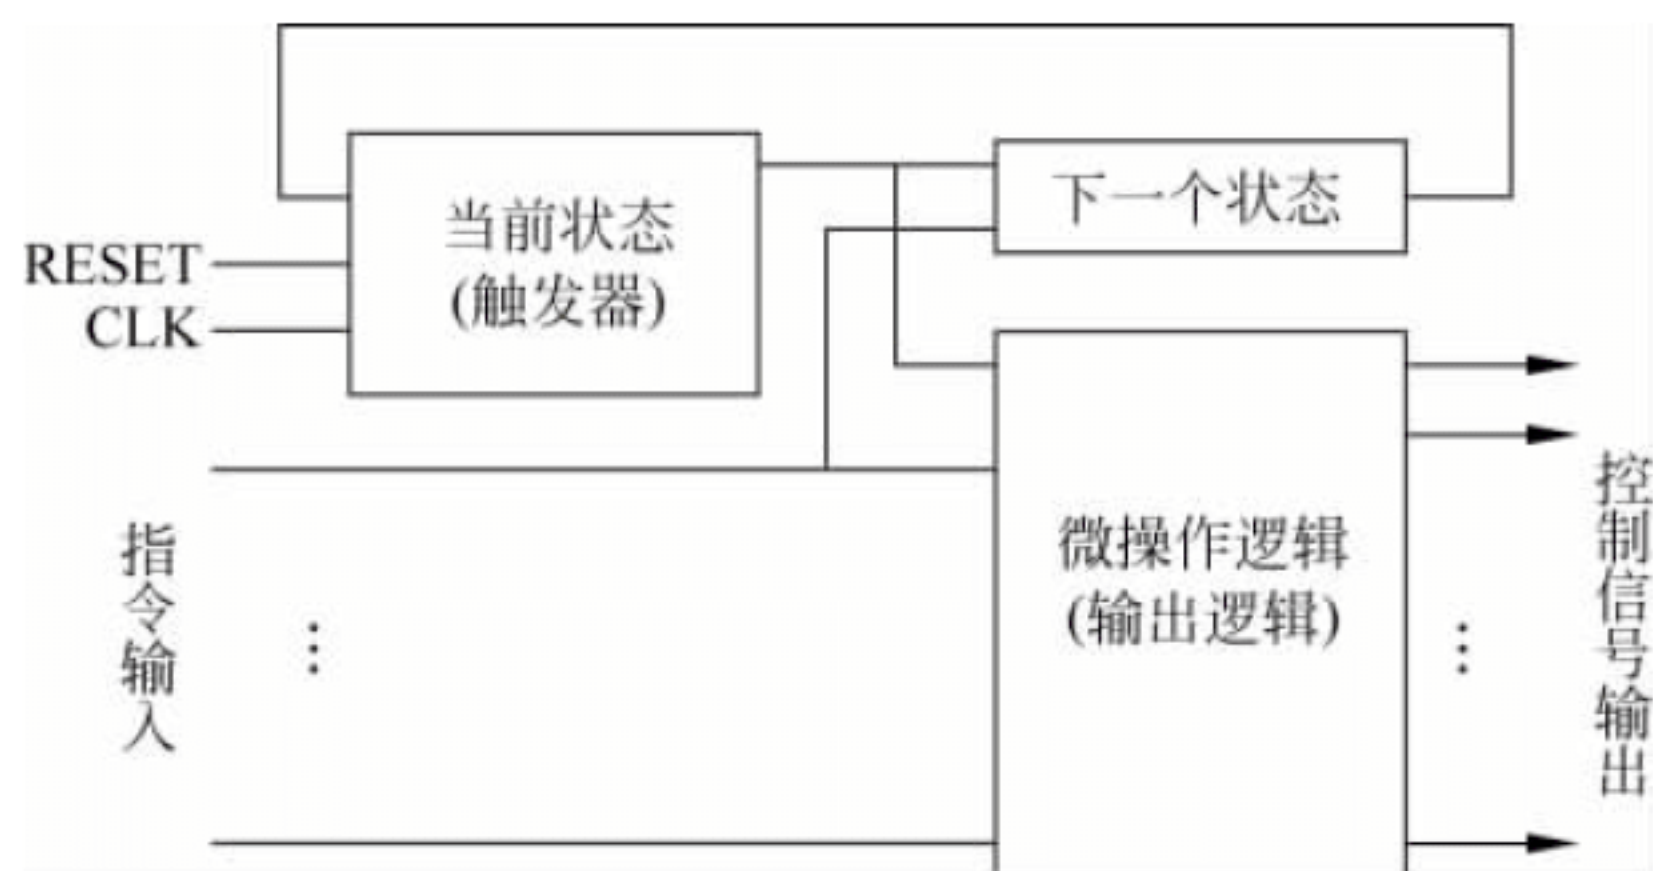 当前状态
(触发器)
下一个状态
RESET
CLK
微操作逻辑
(输出逻辑)
指令输入
控制信号输出